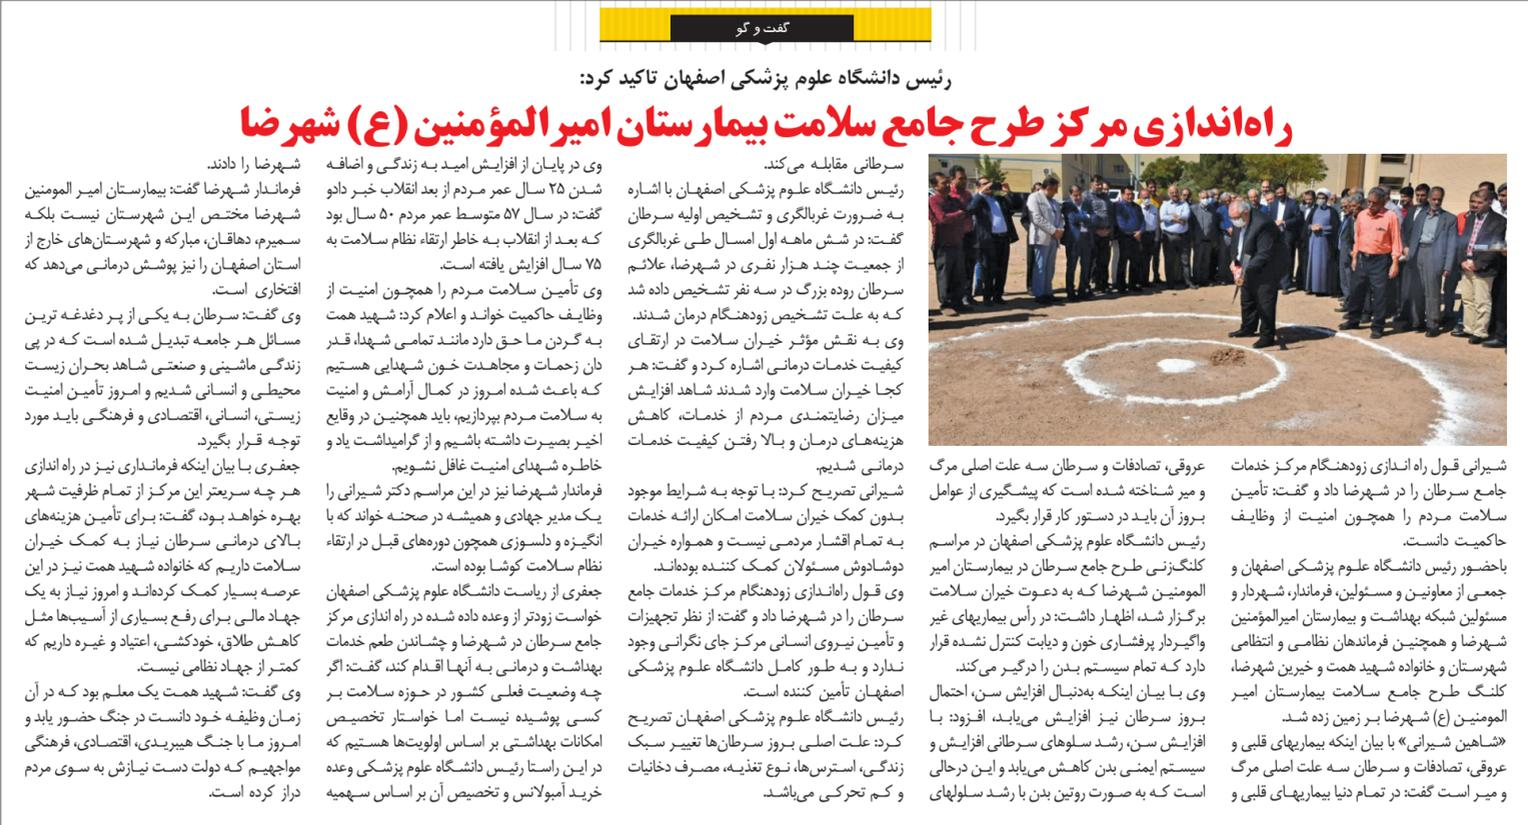 گفت و گو
رئیس دانشگاه علوم پزشکی اصفهان تاکید کرد:
راه‌اندازی مرکز طرح جامع سلامت بیمارستان امیرالمؤمنین (ع) شهرضا
شیرانی قول راه اندازی زودهنگام مرکز خدمات
جامع سرطان را در شهرضا داد و گفت: تأمین
سلامت مردم را همچون امنیت از وظایف
حاکمیت دانست.
باحضور رئیس دانشگاه علوم پزشکی اصفهان و
جمعی از معاونین و مسئولین، فرماندار، شهردار و
مسئولین شبکه بهداشت و بیمارستان امیرالمؤمنین
شهرضا و همچنین فرماندهان نظامی و انتظامی
شهرستان و خانواده شهید همت و خیرین شهرضا،
کلنگ طرح جامع سلامت بیمارستان امیر
المومنین (ع) شهرضا بر زمین زده شد.
«شاهین شیرانی» با بیان اینکه بیماریهای قلبی و
عروقی، تصادفات و سرطان سه علت اصلی مرگ
و میر است گفت: در تمام دنیا بیماریهای قلبی و
عروقی، تصادفات و سرطان سه علت اصلی مرگ
و میر شناخته شده است که پیشگیری از عوامل
بروز آن باید در دستور کار قرار بگیرد.
رئیس دانشگاه علوم پزشکی اصفهان در مراسم
کلنگ‌زنی طرح جامع سرطان در بیمارستان امیر
المومنین شهرضا که به دعوت خیران سلامت
برگزار شد، اظهار داشت: در رأس بیماریهای غیر
واگیردار پرفشاری خون و دیابت کنترل نشده قرار
دارد که تمام سیستم بدن را درگیر می‌کند.
وی با بیان اینکه به‌دنبال افزایش سن، احتمال
بروز سرطان نیز افزایش می‌یابد، افزود: با
افزایش سن، رشد سلوهای سرطانی افزایش و
سیستم ایمنی بدن کاهش می‌یابد و این درحالی
است که به صورت روتین بدن با رشد سلولهای
سرطانی مقابله می‌کند.
رئیس دانشگاه علوم پزشکی اصفهان با اشاره
به ضرورت غربالگری و تشخیص اولیه سرطان
گفت: در شش ماهه اول امسال طی غربالگری
از جمعیت چند هزار نفری در شهرضا، علائم
سرطان روده بزرگ در سه نفر تشخیص داده شد
که به علت تشخیص زودهنگام درمان شدند.
وی به نقش مؤثر خیران سلامت در ارتقای
کیفیت خدمات درمانی اشاره کرد و گفت: هر
کجا خیران سلامت وارد شدند شاهد افزایش
میزان رضایتمندی مردم از خدمات، کاهش
هزینه‌های درمان و بالا رفتن کیفیت خدمات
درمانی شدیم.
شیرانی تصریح کرد: با توجه به شرایط موجود
بدون کمک خیران سلامت امکان ارائه خدمات
به تمام اقشار مردمی نیست و همواره خیران
دوشادوش مسئولان کمک کننده بوده‌اند.
وی قول راه‌اندازی زودهنگام مرکز خدمات جامع
سرطان را در شهرضا داد و گفت: از نظر تجهیزات
و تأمین نیروی انسانی مرکز جای نگرانی وجود
ندارد و به طور کامل دانشگاه علوم پزشکی
اصفهان تأمین کننده است.
رئیس دانشگاه علوم پزشکی اصفهان تصریح
کرد: علت اصلی بروز سرطان‌ها تغییر سبک
زندگی، استرس‌ها، نوع تغذیه، مصرف دخانیات
و کم تحرکی می‌باشد.
وی در پایان از افزایش امید به زندگی و اضافه
شدن ۲۵ سال عمر مردم از بعد انقلاب خبر دادو
گفت: در سال ۵۷ متوسط عمر مردم ۵۰ سال بود
که بعد از انقلاب به خاطر ارتقاء نظام سلامت به
۷۵ سال افزایش یافته است.
وی تأمین سلامت مردم را همچون امنیت از
وظایف حاکمیت خواند و اعلام کرد: شهید همت
به گردن ما حق دارد مانند تمامی شهدا، قدر
دان زحمات و مجاهدت خون شهدایی هستیم
که باعث شده امروز در کمال آرامش و امنیت
به سلامت مردم بپردازیم، باید همچنین در وقایع
اخیر بصیرت داشته باشیم و از گرامیداشت یاد و
خاطره شهدای امنیت غافل نشویم.
فرماندار شهرضا نیز در این مراسم دکتر شیرانی را
یک مدیر جهادی و همیشه در صحنه خواند که با
انگیزه و دلسوزی همچون دوره‌های قبل در ارتقاء
نظام سلامت کوشا بوده است.
جعفری از ریاست دانشگاه علوم پزشکی اصفهان
خواست زودتر از وعده داده شده در راه اندازی مرکز
جامع سرطان در شهرضا و چشاندن طعم خدمات
بهداشت و درمانی به آنها اقدام کند، گفت: اگر
چه وضعیت فعلی کشور در حوزه سلامت بر
کسی پوشیده نیست اما خواستار تخصیص
امکانات بهداشتی بر اساس اولویت‌ها هستیم که
در این راستا رئیس دانشگاه علوم پزشکی وعده
خرید آمبولانس و تخصیص آن بر اساس سهمیه
شهرضا را دادند.
فرماندار شهرضا گفت: بیمارستان امیر المومنین
شهرضا مختص این شهرستان نیست بلکه
سمیرم، دهاقان، مبارکه و شهرستان‌های خارج از
استان اصفهان را نیز پوشش درمانی می‌دهد که
افتخاری است.
وی گفت: سرطان به یکی از پر دغدغه ترین
مسائل هر جامعه تبدیل شده است که در پی
زندگی ماشینی و صنعتی شاهد بحران زیست
محیطی و انسانی شدیم و امروز تأمین امنیت
زیستی، انسانی، اقتصادی و فرهنگی باید مورد
توجه قرار بگیرد.
جعفری با بیان اینکه فرمانداری نیز در راه اندازی
هر چه سریعتر این مرکز از تمام ظرفیت شهر
بهره خواهد بود، گفت: برای تأمین هزینه‌های
بالای درمانی سرطان نیاز به کمک خیران
سلامت داریم که خانواده شهید همت نیز در این
عرصه بسیار کمک کرده‌اند و امروز نیاز به یک
جهاد مالی برای رفع بسیاری از آسیب‌ها مثل
کاهش طلاق، خودکشی، اعتیاد و غیره داریم که
کمتر از جهاد نظامی نیست.
وی گفت: شهید همت یک معلم بود که در آن
زمان وظیفه خود دانست در جنگ حضور یابد و
امروز ما با جنگ هیبریدی، اقتصادی، فرهنگی
مواجهیم که دولت دست نیازش به سوی مردم
دراز کرده است.